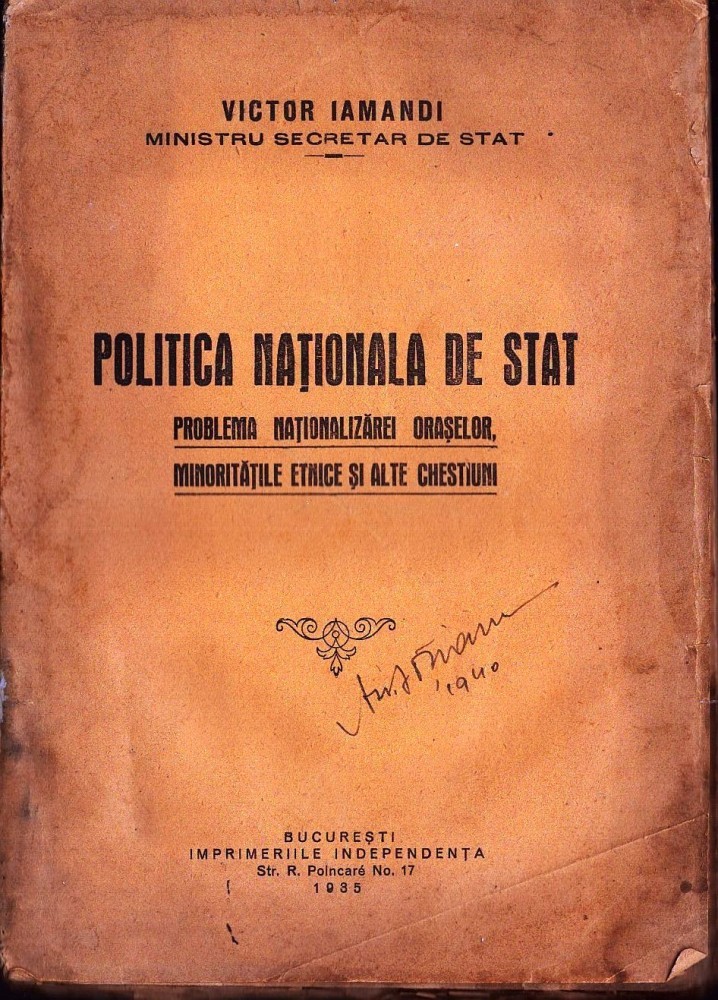 VICTOR IAMANDI
MINISTRU SECRETAR DE STAT
POLITICA NAȚIONALA DE STAT
PROBLEMA NAȚIONALIZĂREI ORAȘELOR,
MINORITĂȚILE ETNICE ȘI ALTE CHESTIUNI
1940
BUCUREȘTI
IMPRIMERIILE INDEPENDENȚA
Str. R. Poincaré No. 17
1935